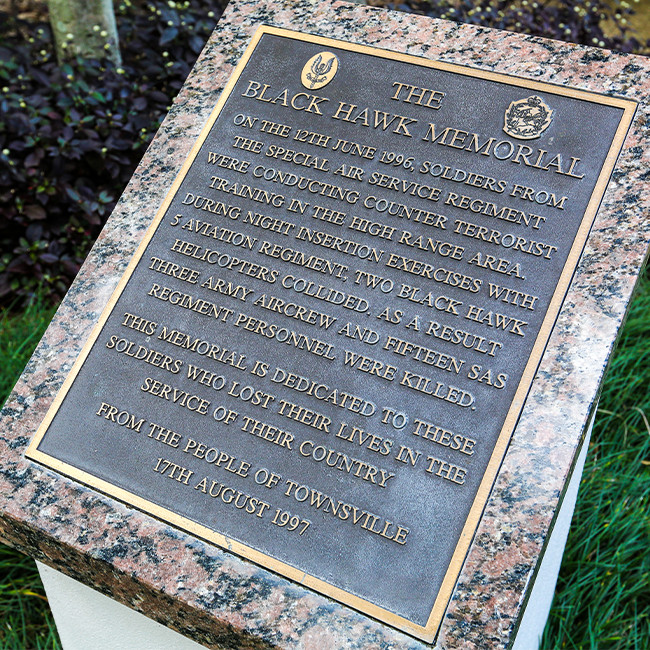 THE
BLACK HAWK MEMORIAL
ON THE 12TH JUNE 1996, SOLDIERS FROM
THE SPECIAL AIR SERVICE REGIMENT
WERE CONDUCTING COUNTER TERRORIST
TRAINING IN THE HIGH RANGE AREA.
DURING NIGHT INSERTION EXERCISES WITH
5 AVIATION REGIMENT, TWO BLACK HAWK
HELICOPTERS COLLIDED. AS A RESULT
THREE ARMY AIRCREW AND FIFTEEN SAS
REGIMENT PERSONNEL WERE KILLED.
THIS MEMORIAL IS DEDICATED TO THESE
SOLDIERS WHO LOST THEIR LIVES IN THE
SERVICE OF THEIR COUNTRY
FROM THE PEOPLE OF TOWNSVILLE
17TH AUGUST 1997